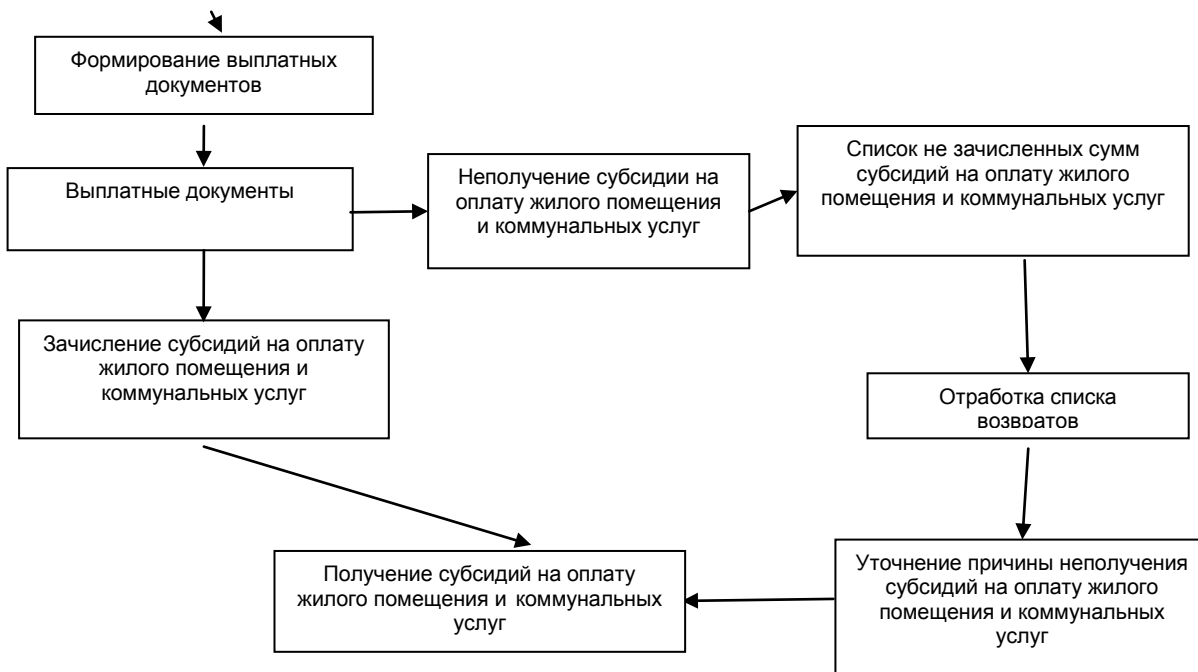 Формирование выплатных
документов
Выплатные документы
Неполучение субсидии на
оплату жилого помещения
и коммунальных услуг
Список не зачисленных сумм
субсидий на оплату жилого
помещения и коммунальных услуг
Зачисление субсидий на оплату
жилого помещения и
коммунальных услуг
Отработка списка
возвратов
Получение субсидий на оплату
жилого помещения и коммунальных
услуг
Уточнение причины неполучения
субсидий на оплату жилого
помещения и коммунальных
услуг